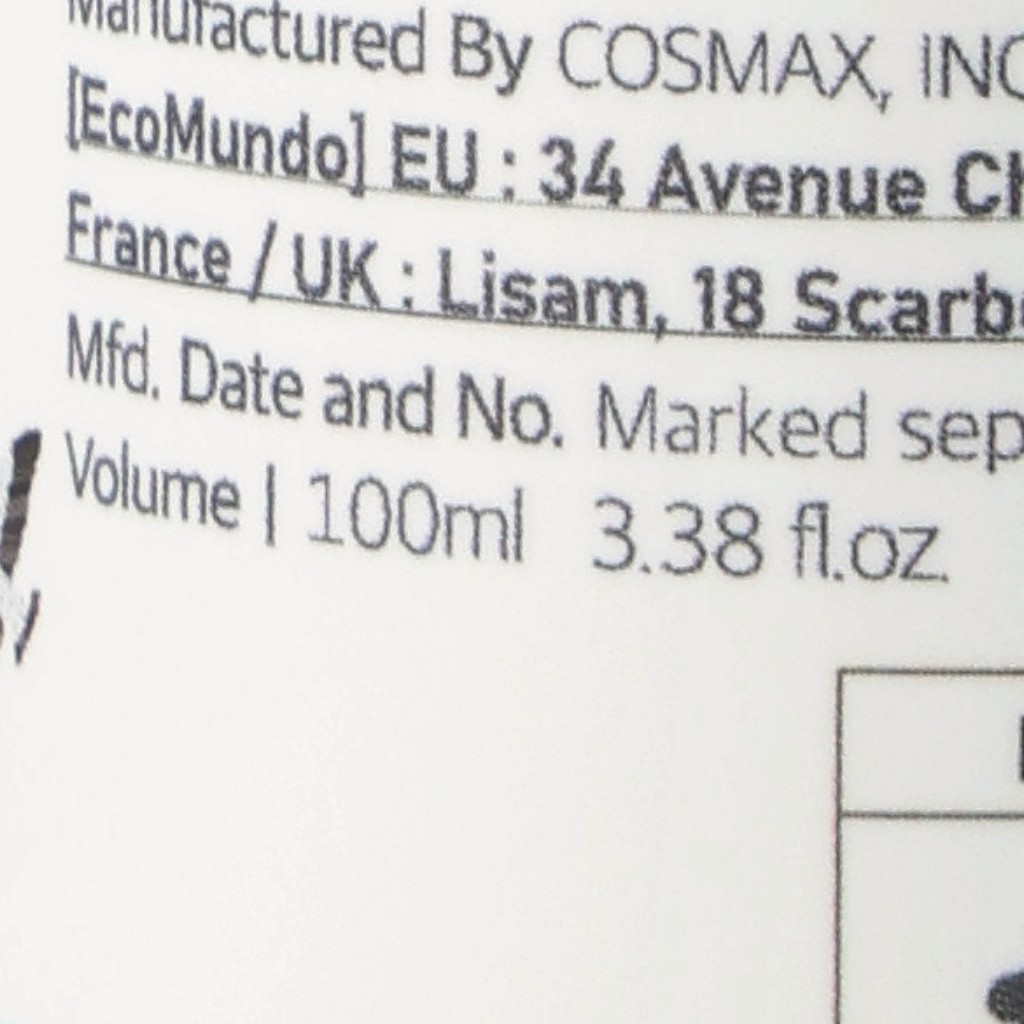 Manufactured By COSMAX, INC
[EcoMundo] EU : 34 Avenue
France / UK : Lisam, 18
Mfd. Date and No. Marked
Volume | 100ml 3.38 fl.oz.